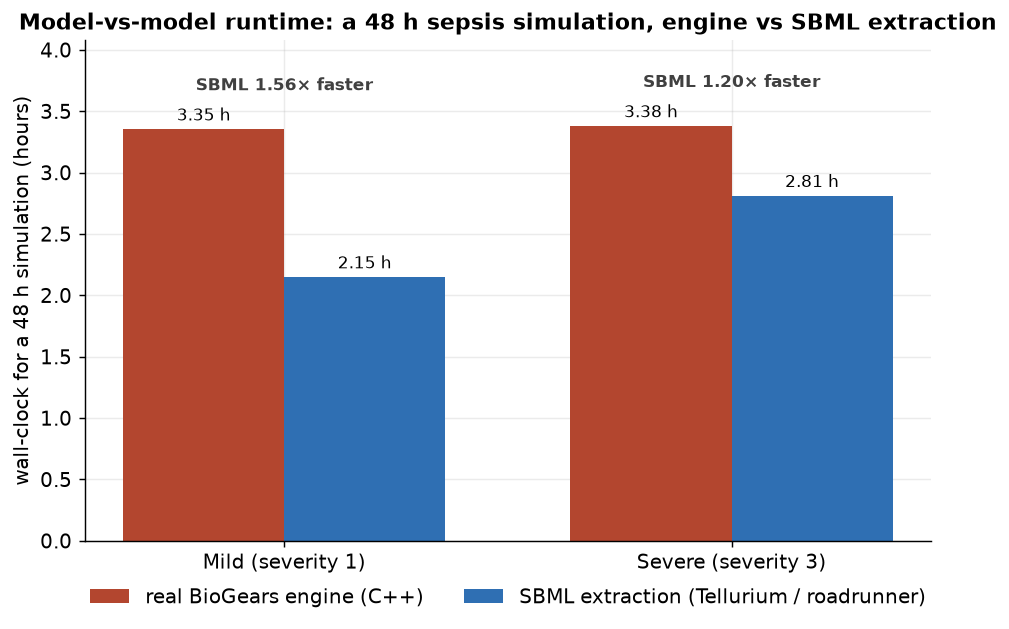 Model-vs-model runtime: a 48 h sepsis simulation, engine vs SBML extraction
wall-clock for a 48 h simulation (hours)
4.0
3.5
3.0
2.5
2.0
1.5
1.0
0.5
0.0
SBML 1.56× faster
SBML 1.20× faster
3.35 h
3.38 h
2.15 h
2.81 h
Mild (severity 1)
Severe (severity 3)
real BioGears engine (C++)
SBML extraction (Tellurium / roadrunner)